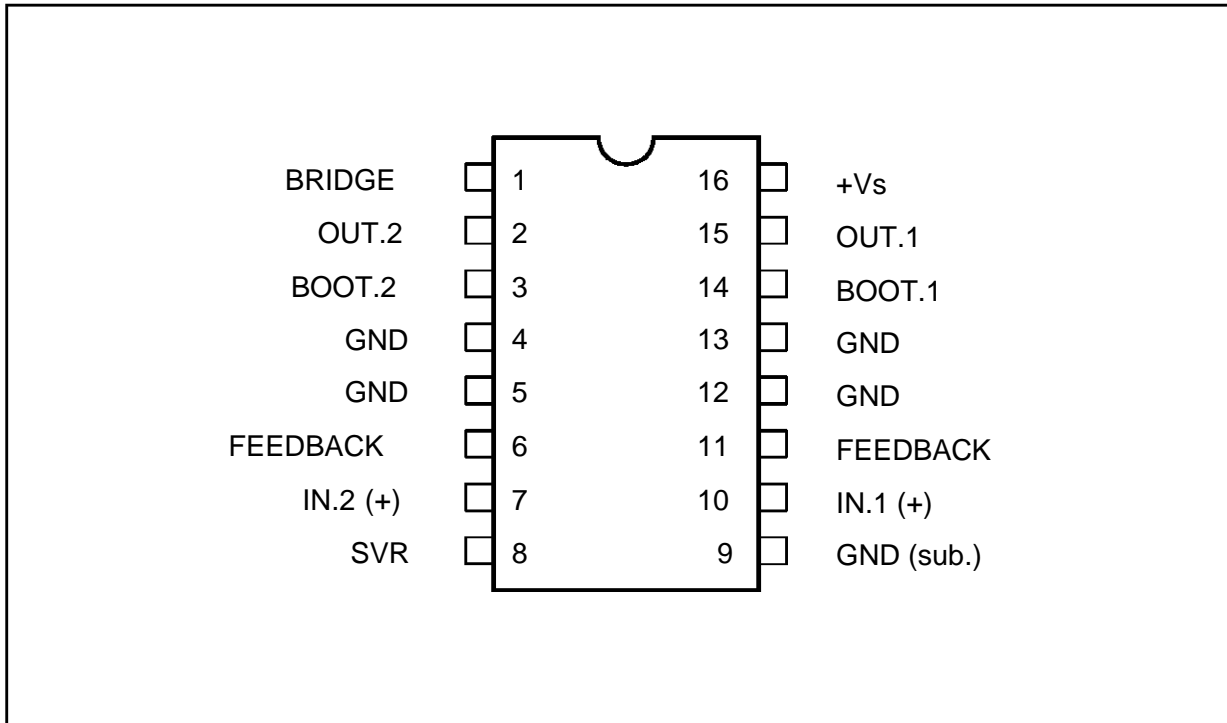 BRIDGE 1 16 +Vs
OUT.2 2 15 OUT.1
BOOT.2 3 14 BOOT.1
GND 4 13 GND
GND 5 12 GND
FEEDBACK 6 11 FEEDBACK
IN.2 (+) 7 10 IN.1 (+)
SVR 8 9 GND (sub.)